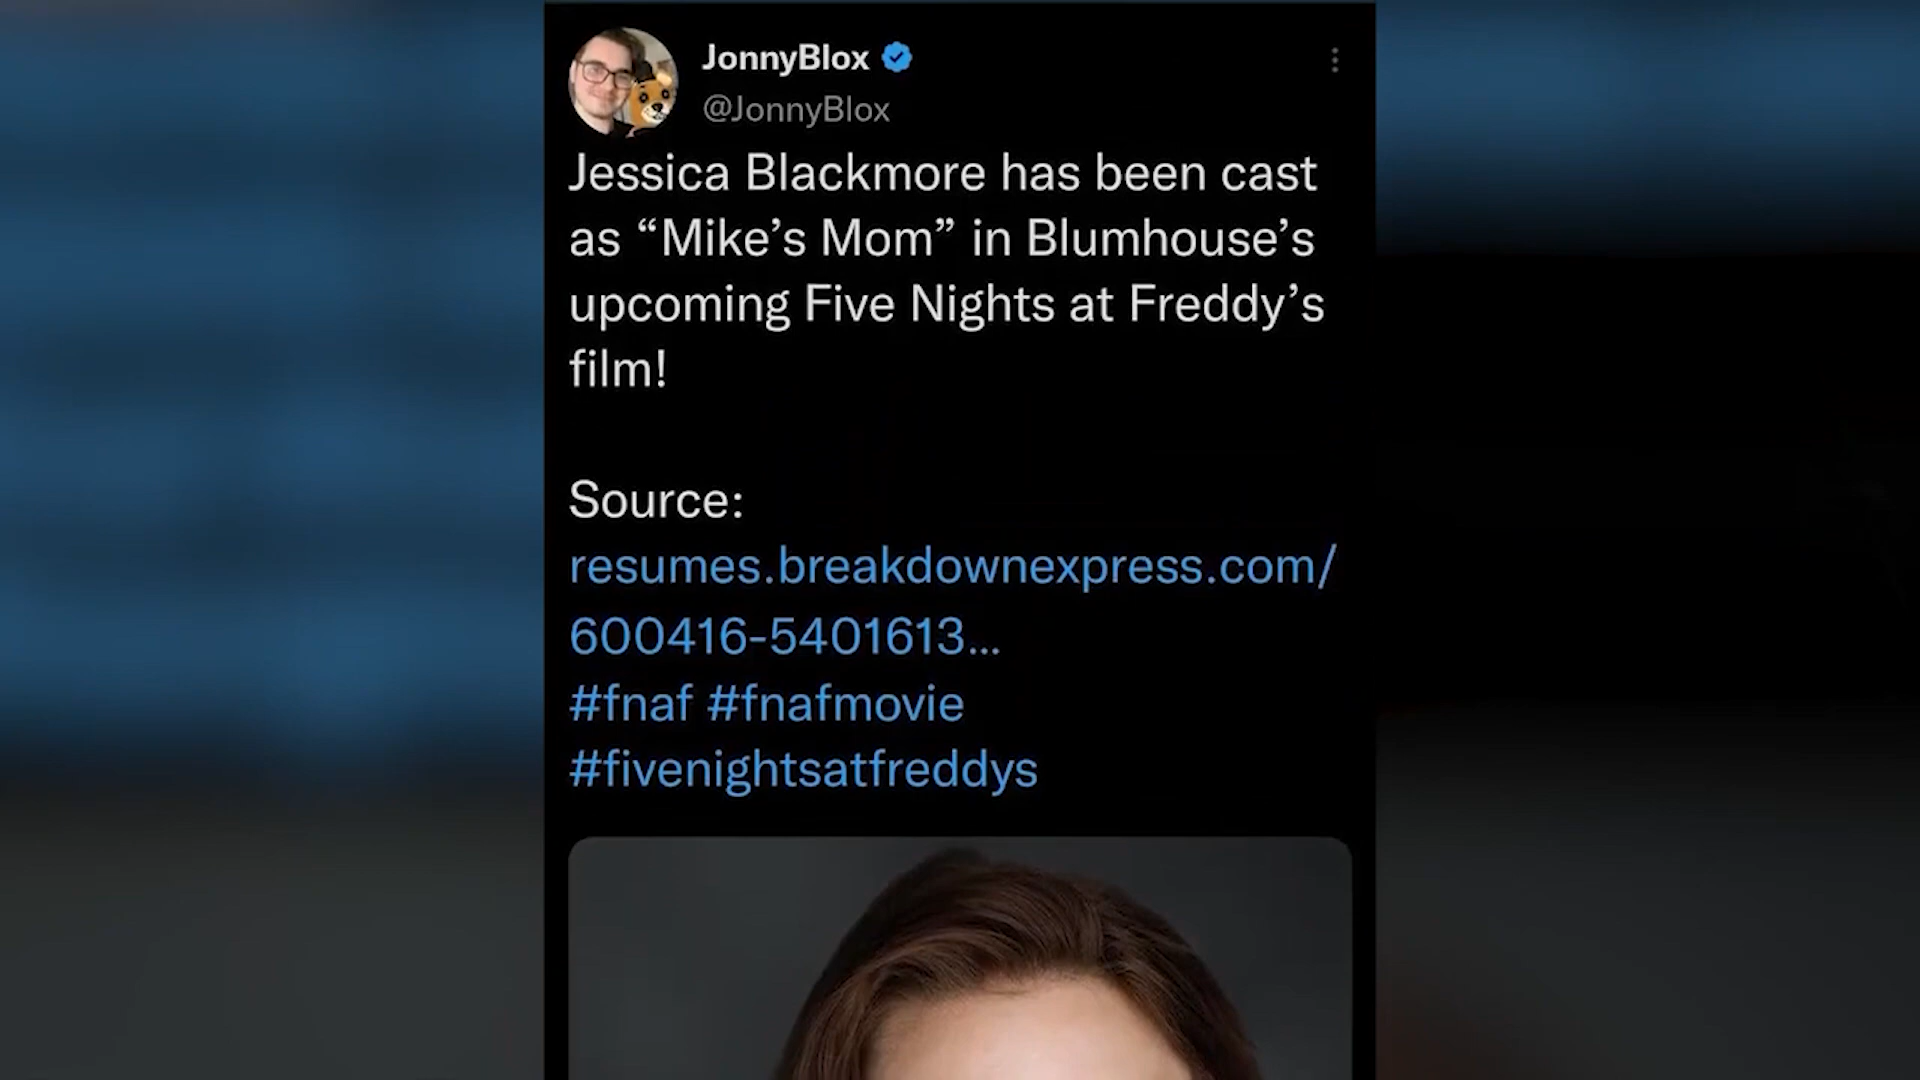 JonnyBlox
@JonnyBlox
Jessica Blackmore has been cast
as “Mike’s Mom” in Blumhouse’s
upcoming Five Nights at Freddy’s
film!
Source:
resumes.breakdownexpress.com/
600416-5401613…
#fnaf #fnafmovie
#fivenightsatfreddys